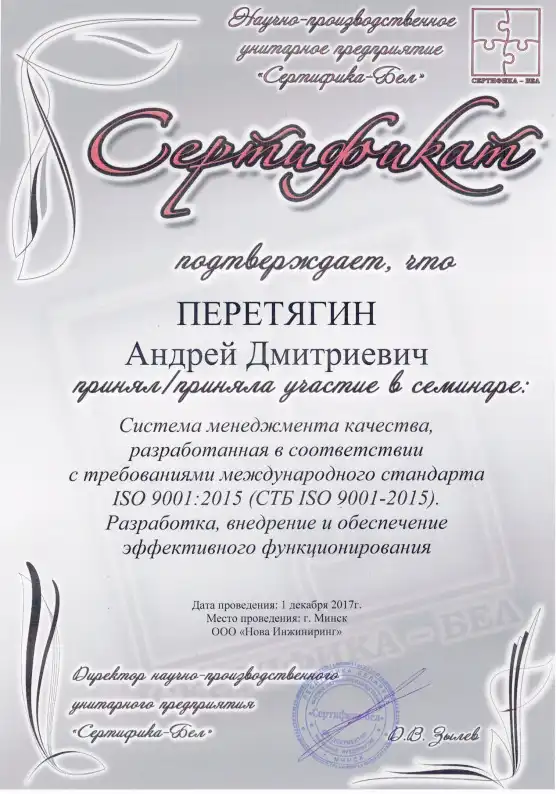 Научно-производственное
унитарное предприятие
"Сертифика-Бел"
СЕРТИФИКА - БЕЛ
Сертификат
подтверждает, что
ПЕРЕТЯГИН
Андрей Дмитриевич
принял/приняла участие в семинаре:
Система менеджмента качества,
разработанная в соответствии
с требованиями международного стандарта
ISO 9001:2015 (СТБ ISO 9001-2015).
Разработка, внедрение и обеспечение
эффективного функционирования
Дата проведения: 1 декабря 2017г.
Место проведения: г. Минск
ООО «Нова Инжиниринг»
Директор научно-производственного
унитарного предприятия
"Сертифика-Бел"
«Сертифика-Бел»
МИНСК
Д.В. Зылев